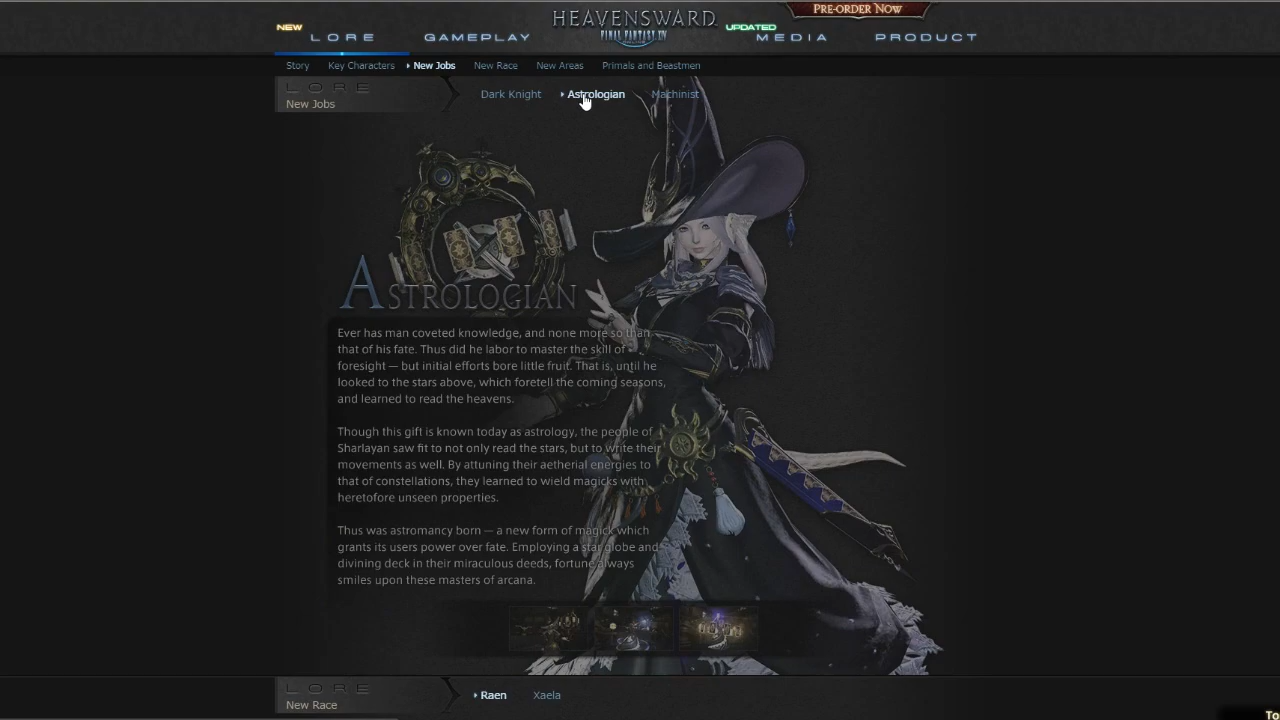 PRE-ORDER NOW
HEAVENSWARD
FINAL FANTASY XIV
NEW
LORE
GAMEPLAY
UPDATED
MEDIA
PRODUCT
Story Key Characters New Jobs New Race New Areas Primals and Beastmen
LORE
New Jobs
Dark Knight Astrologian Machinist
ASTROLOGIAN
Ever has man coveted knowledge, and none more so than
that of his fate. Thus did he labor to master the skill of
foresight — but initial efforts bore little fruit. That is, until he
looked to the stars above, which foretell the coming seasons,
and learned to read the heavens.
Though this gift is known today as astrology, the people of
Sharlayan saw fit to not only read the stars, but to write their
movements as well. By attuning their aetherial energies to
that of constellations, they learned to wield magicks with
heretofore unseen properties.
Thus was astromancy born — a new form of magick which
grants its users power over fate. Employing a star globe and
divining deck in their miraculous deeds, fortune always
smiles upon these masters of arcana.
LORE
New Race
Raen Xaela
To